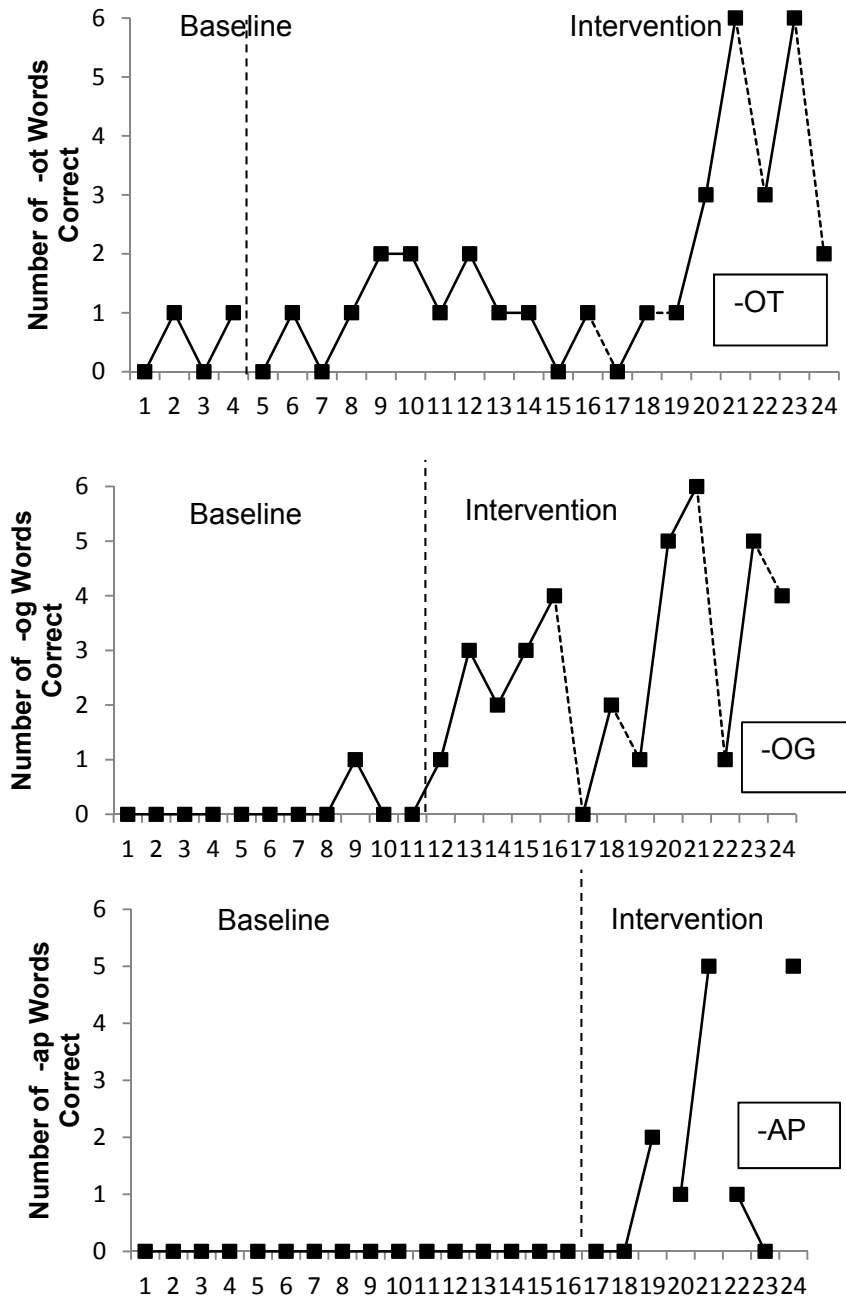 Baseline Intervention
Number of -ot Words
Correct
6
5
4
3
2
1
0
-OT
1 2 3 4 5 6 7 8 9 10 11 12 13 14 15 16 17 18 19 20 21 22 23 24
Baseline Intervention
Number of -og Words
Correct
6
5
4
3
2
1
0
-OG
1 2 3 4 5 6 7 8 9 10 11 12 13 14 15 16 17 18 19 20 21 22 23 24
Baseline Intervention
Number of -ap Words
Correct
6
5
4
3
2
1
0
-AP
1 2 3 4 5 6 7 8 9 10 11 12 13 14 15 16 17 18 19 20 21 22 23 24